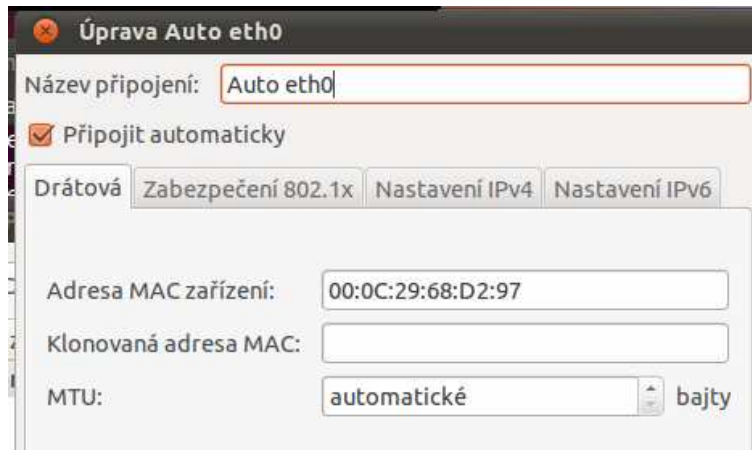 Úprava Auto eth0
Název připojení: Auto eth0
Připojit automaticky
Drátová Zabezpečení 802.1x Nastavení IPv4 Nastavení IPv6
Adresa MAC zařízení: 00:0C:29:68:D2:97
Klonovaná adresa MAC:
MTU: automatické bajty